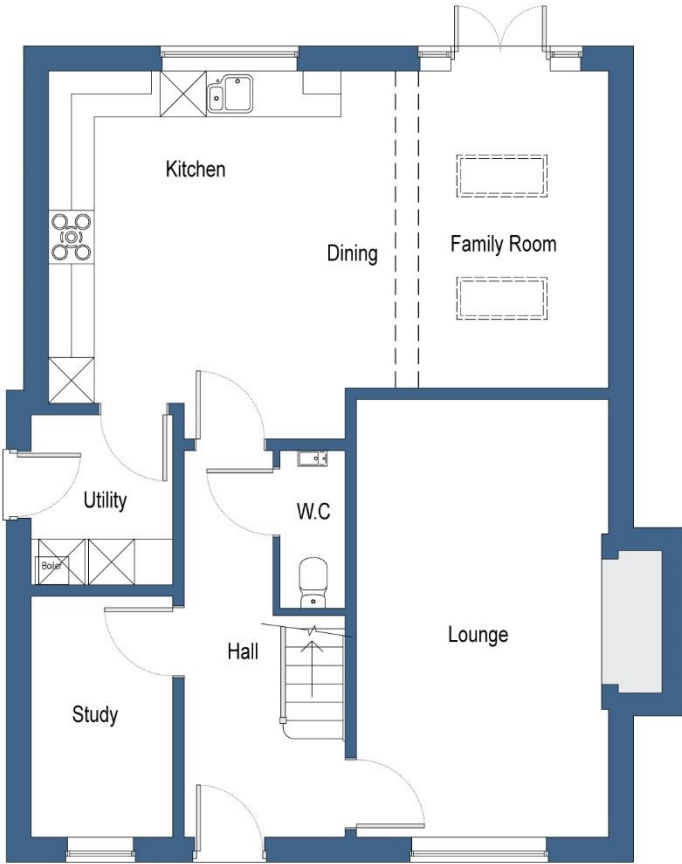 Kitchen
Dining
Family Room
Utility
W.C
Boiler
Hall
Lounge
Study